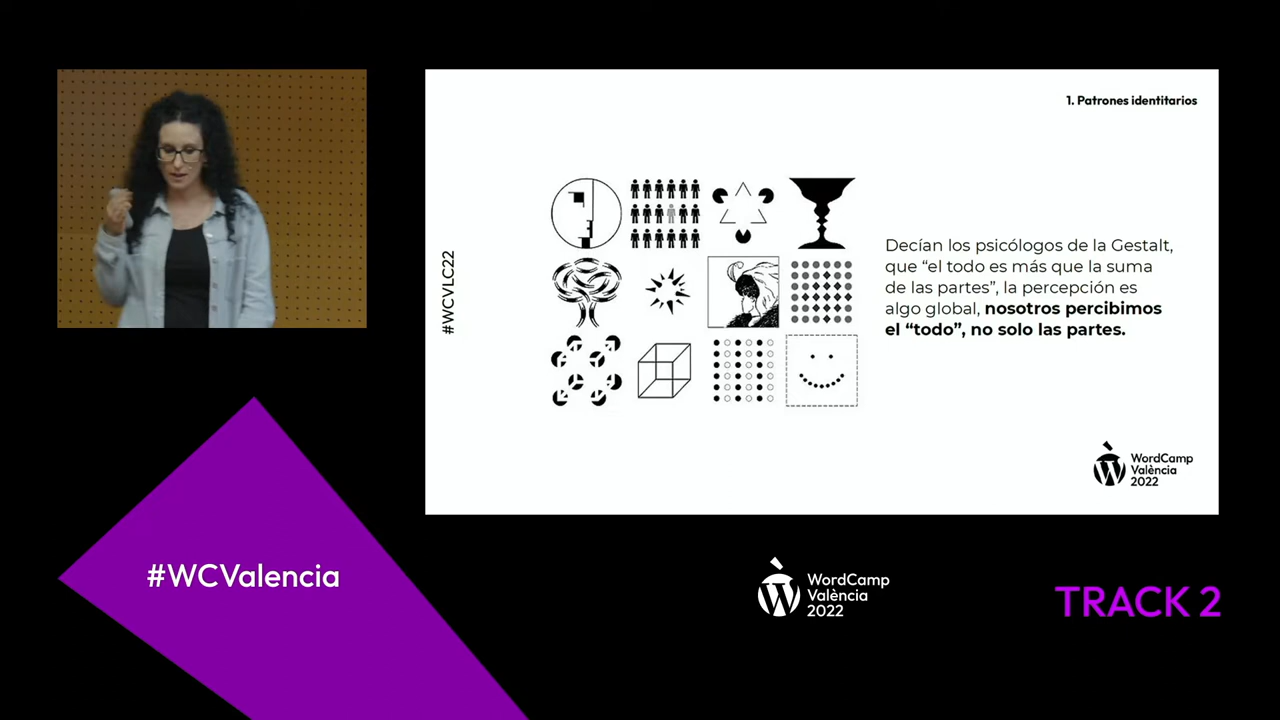 1. Patrones identitarios
#WCVLC22
Decían los psicólogos de la Gestalt,
que “el todo es más que la suma
de las partes”, la percepción es
algo global, nosotros percibimos
el “todo”, no solo las partes.
WordCamp
València
2022
#WCValencia
WordCamp
València
2022
TRACK 2